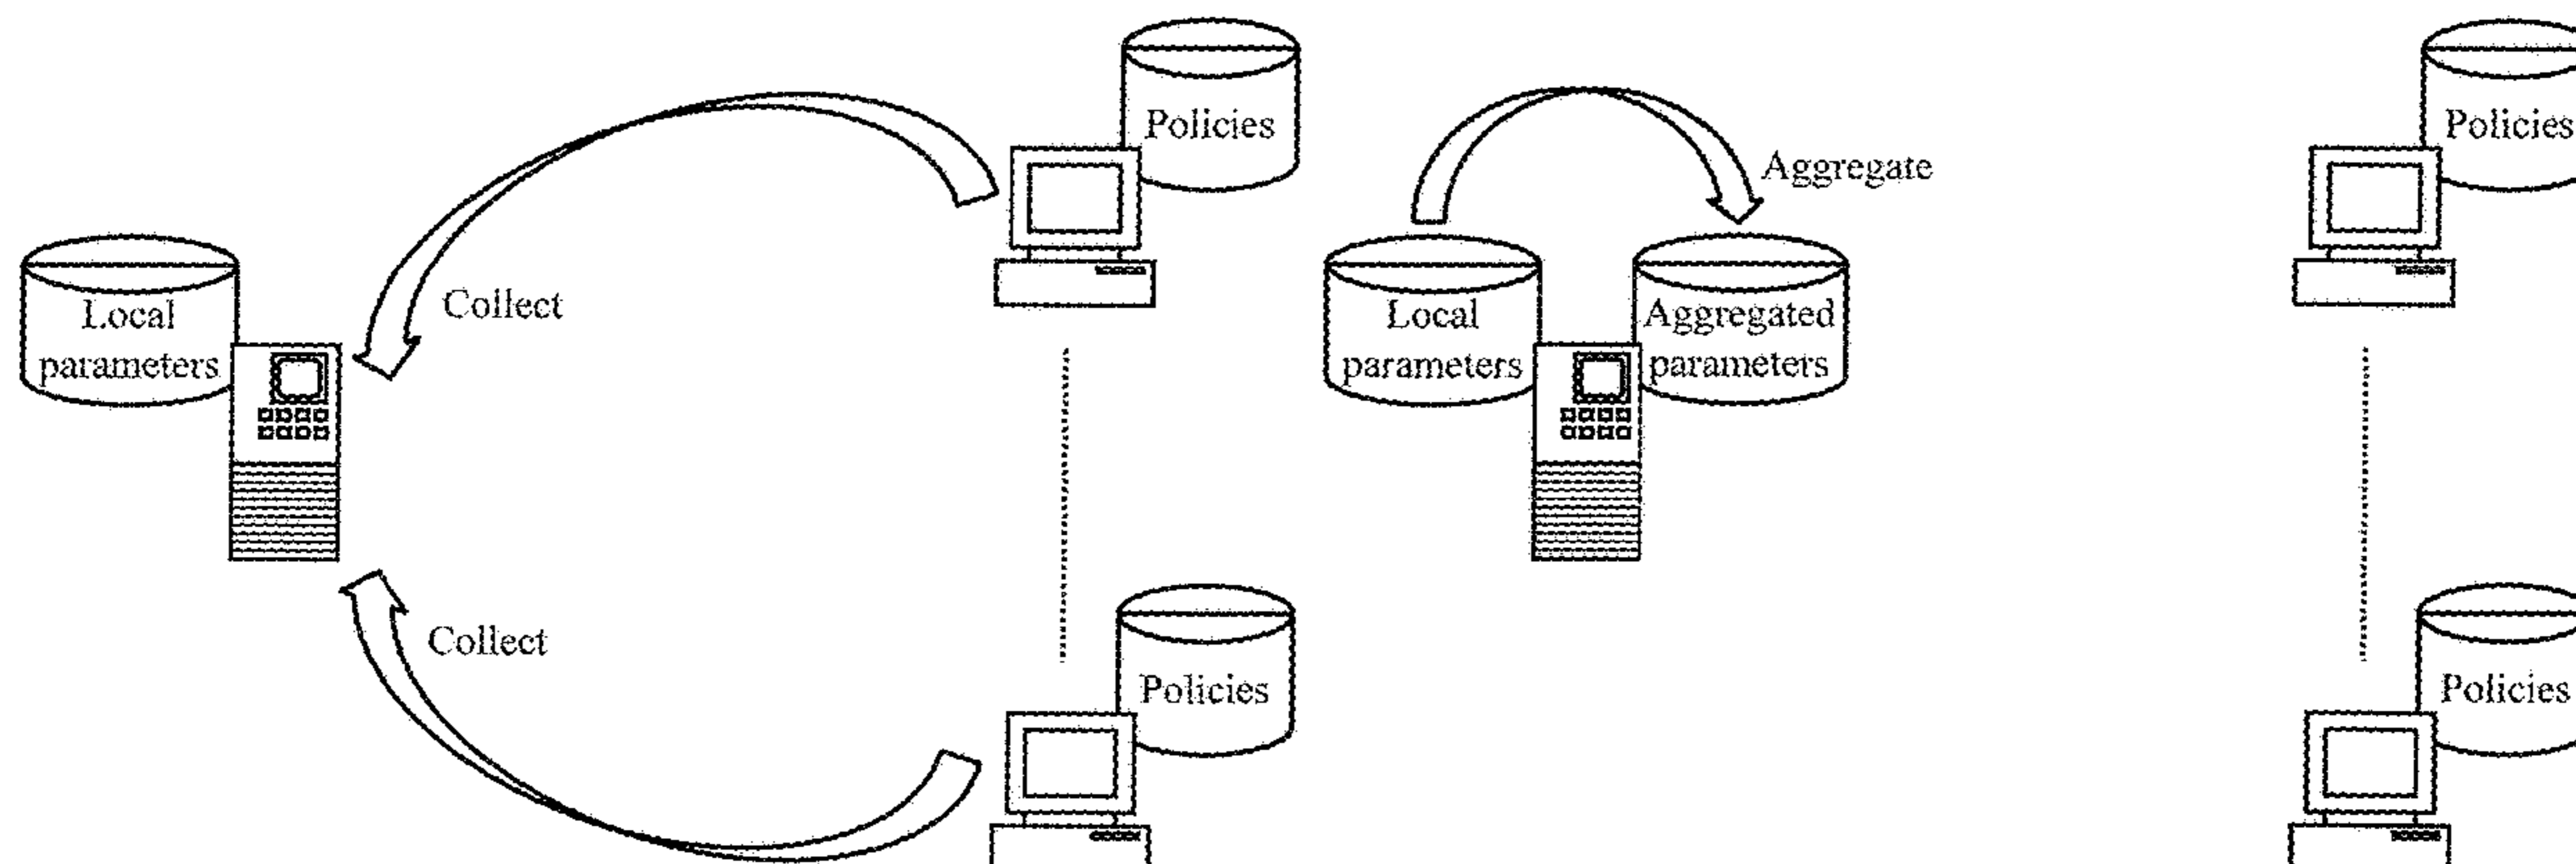 Policies
Collect
Local
parameters
Collect
Policies
Aggregate
Local
parameters
Aggregated
parameters
Policies
Policies